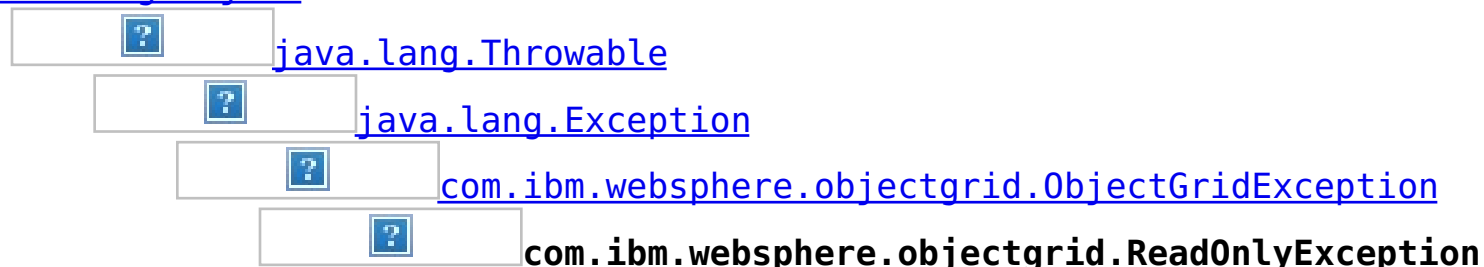 java.lang.Throwable
java.lang.Exception
com.ibm.websphere.objectgrid.ObjectGridException
com.ibm.websphere.objectgrid.ReadOnlyException